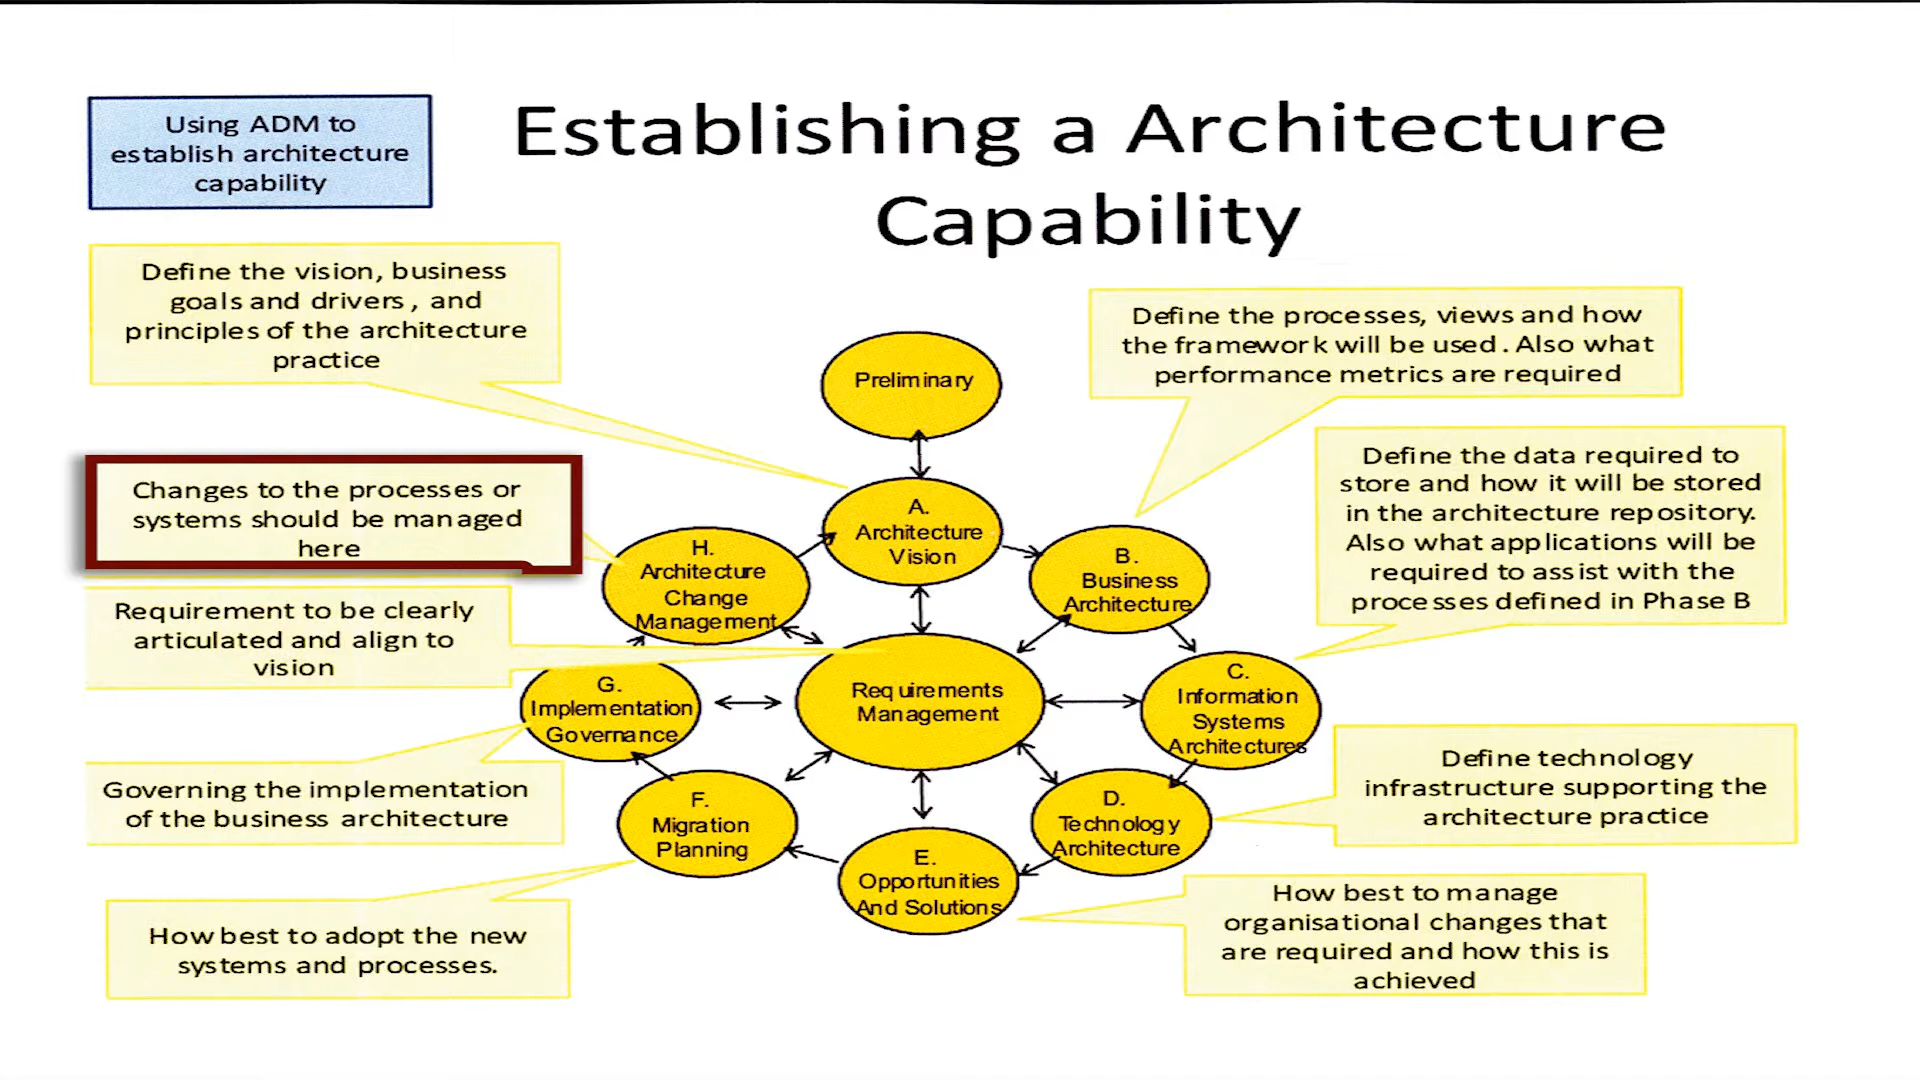 Using ADM to
establish architecture
capability
Establishing a Architecture
Capability
Define the vision, business
goals and drivers , and
principles of the architecture
practice
Define the processes, views and how
the framework will be used. Also what
performance metrics are required
Preliminary
Define the data required to
store and how it will be stored
in the architecture repository.
Also what applications will be
required to assist with the
processes defined in Phase B
Changes to the processes or
systems should be managed
here
A.
Architecture
Vision
H.
Architecture
Change
Management
B.
Business
Architecture
Requirement to be clearly
articulated and align to
vision
G.
Implementation
Governance
Requirements
Management
C.
Information
Systems
Architectures
Governing the implementation
of the business architecture
Define technology
infrastructure supporting the
architecture practice
F.
Migration
Planning
D.
Technology
Architecture
E.
Opportunities
And Solutions
How best to adopt the new
systems and processes.
How best to manage
organisational changes that
are required and how this is
achieved